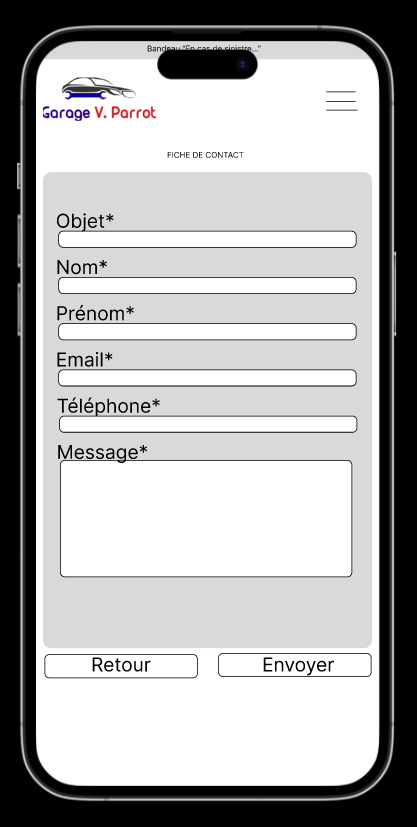 Bandeau "En cas de sinistre..."
Garage V. Parrot
FICHE DE CONTACT
Objet*
Nom*
Prénom*
Email*
Téléphone*
Message*
Retour
Envoyer